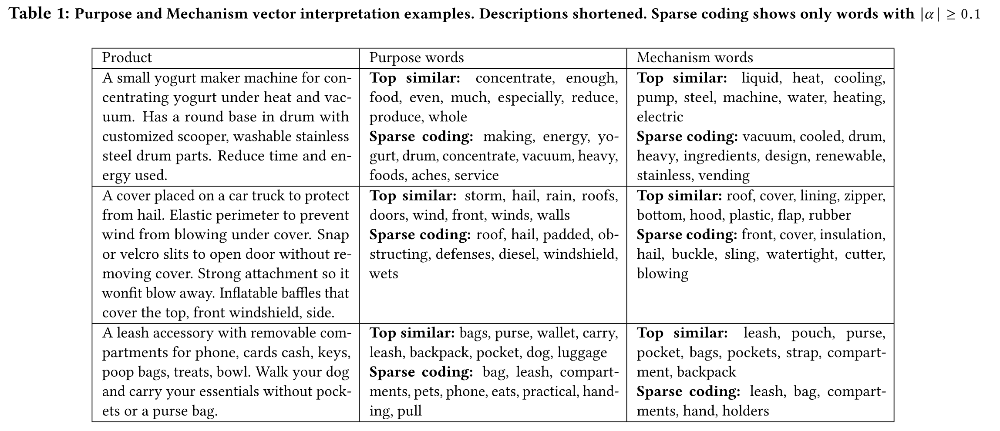 Table 1: Purpose and Mechanism vector interpretation examples. Descriptions shortened. Sparse coding shows only words with |α| ≥ 0.1
Product
Purpose words
Mechanism words
A small yogurt maker machine for con-
centrating yogurt under heat and vac-
uum. Has a round base in drum with
customized scooper, washable stainless
steel drum parts. Reduce time and en-
ergy used.
Top similar: concentrate, enough,
food, even, much, especially, reduce,
produce, whole
Sparse coding: making, energy, yo-
gurt, drum, concentrate, vacuum, heavy,
foods, aches, service
Top similar: liquid, heat, cooling,
pump, steel, machine, water, heating,
electric
Sparse coding: vacuum, cooled, drum,
heavy, ingredients, design, renewable,
stainless, vending
A cover placed on a car truck to protect
from hail. Elastic perimeter to prevent
wind from blowing under cover. Snap
or velcro slits to open door without re-
moving cover. Strong attachment so it
wonfit blow away. Inflatable baffles that
cover the top, front windshield, side.
Top similar: storm, hail, rain, roofs,
doors, wind, front, winds, walls
Sparse coding: roof, hail, padded, ob-
structing, defenses, diesel, windshield,
wets
Top similar: roof, cover, lining, zipper,
bottom, hood, plastic, flap, rubber
Sparse coding: front, cover, insulation,
hail, buckle, sling, watertight, cutter,
blowing
A leash accessory with removable com-
partments for phone, cards cash, keys,
poop bags, treats, bowl. Walk your dog
and carry your essentials without pock-
ets or a purse bag.
Top similar: bags, purse, wallet, carry,
leash, backpack, pocket, dog, luggage
Sparse coding: bag, leash, compart-
ments, pets, phone, eats, practical, hand-
ing, pull
Top similar: leash, pouch, purse,
pocket, bags, pockets, strap, compart-
ment, backpack
Sparse coding: leash, bag, compart-
ments, hand, holders